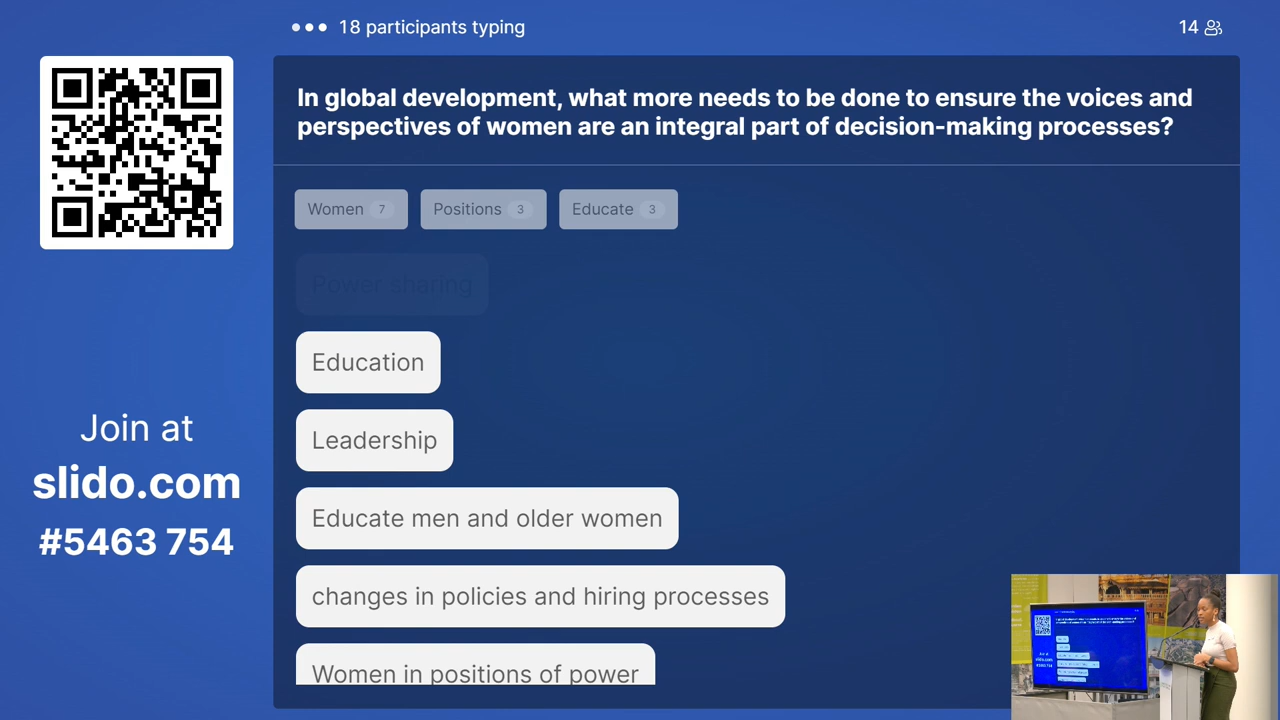 18 participants typing
14
In global development, what more needs to be done to ensure the voices and
perspectives of women are an integral part of decision-making processes?
Women 7
Positions 3
Educate 3
Power sharing
Education
Leadership
Educate men and older women
changes in policies and hiring processes
Women in positions of power
Join at
slido.com
#5463 754